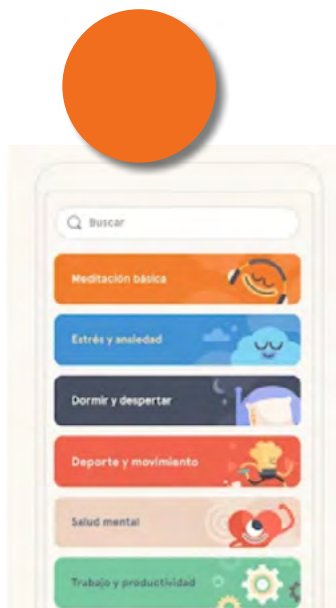 Buscar
Meditación básica
Estrés y ansiedad
Dormir y despertar
Deporte y movimiento
Salud mental
Trabajo y productividad